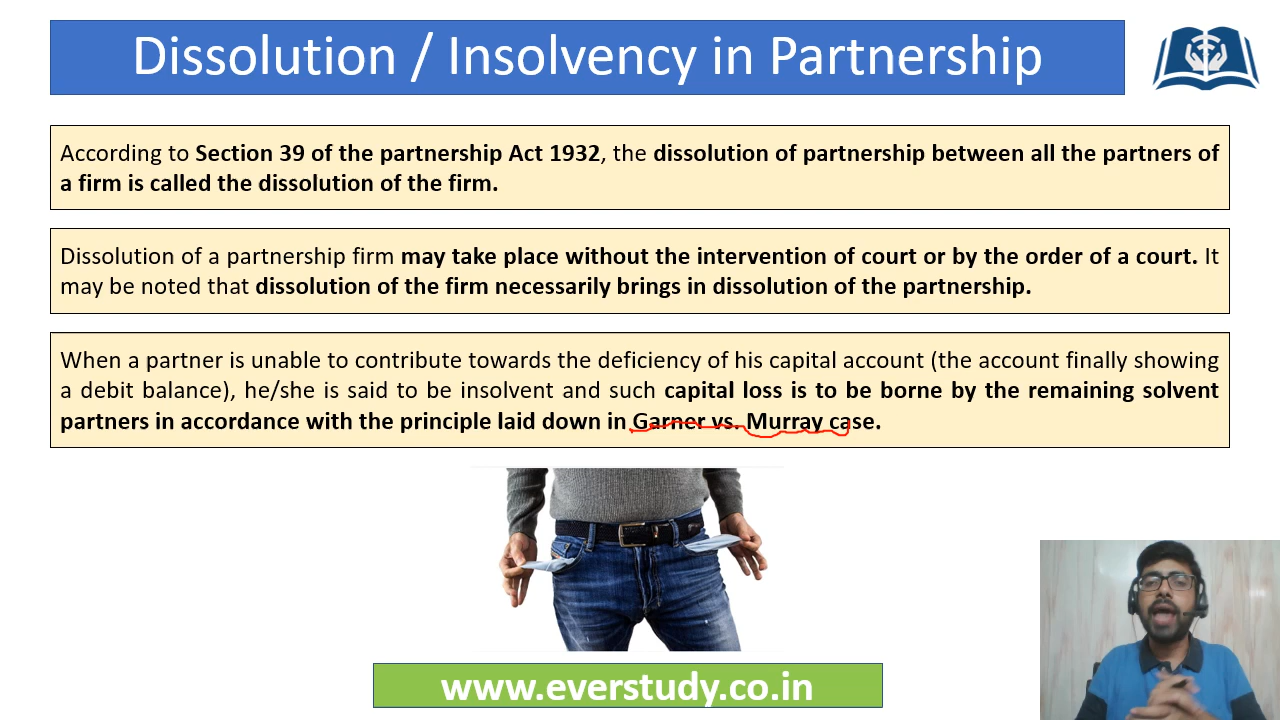 Dissolution / Insolvency in Partnership
According to Section 39 of the partnership Act 1932, the dissolution of partnership between all the partners of
a firm is called the dissolution of the firm.
Dissolution of a partnership firm may take place without the intervention of court or by the order of a court. It
may be noted that dissolution of the firm necessarily brings in dissolution of the partnership.
When a partner is unable to contribute towards the deficiency of his capital account (the account finally showing
a debit balance), he/she is said to be insolvent and such capital loss is to be borne by the remaining solvent
partners in accordance with the principle laid down in Garner vs. Murray case.
www.everstudy.co.in